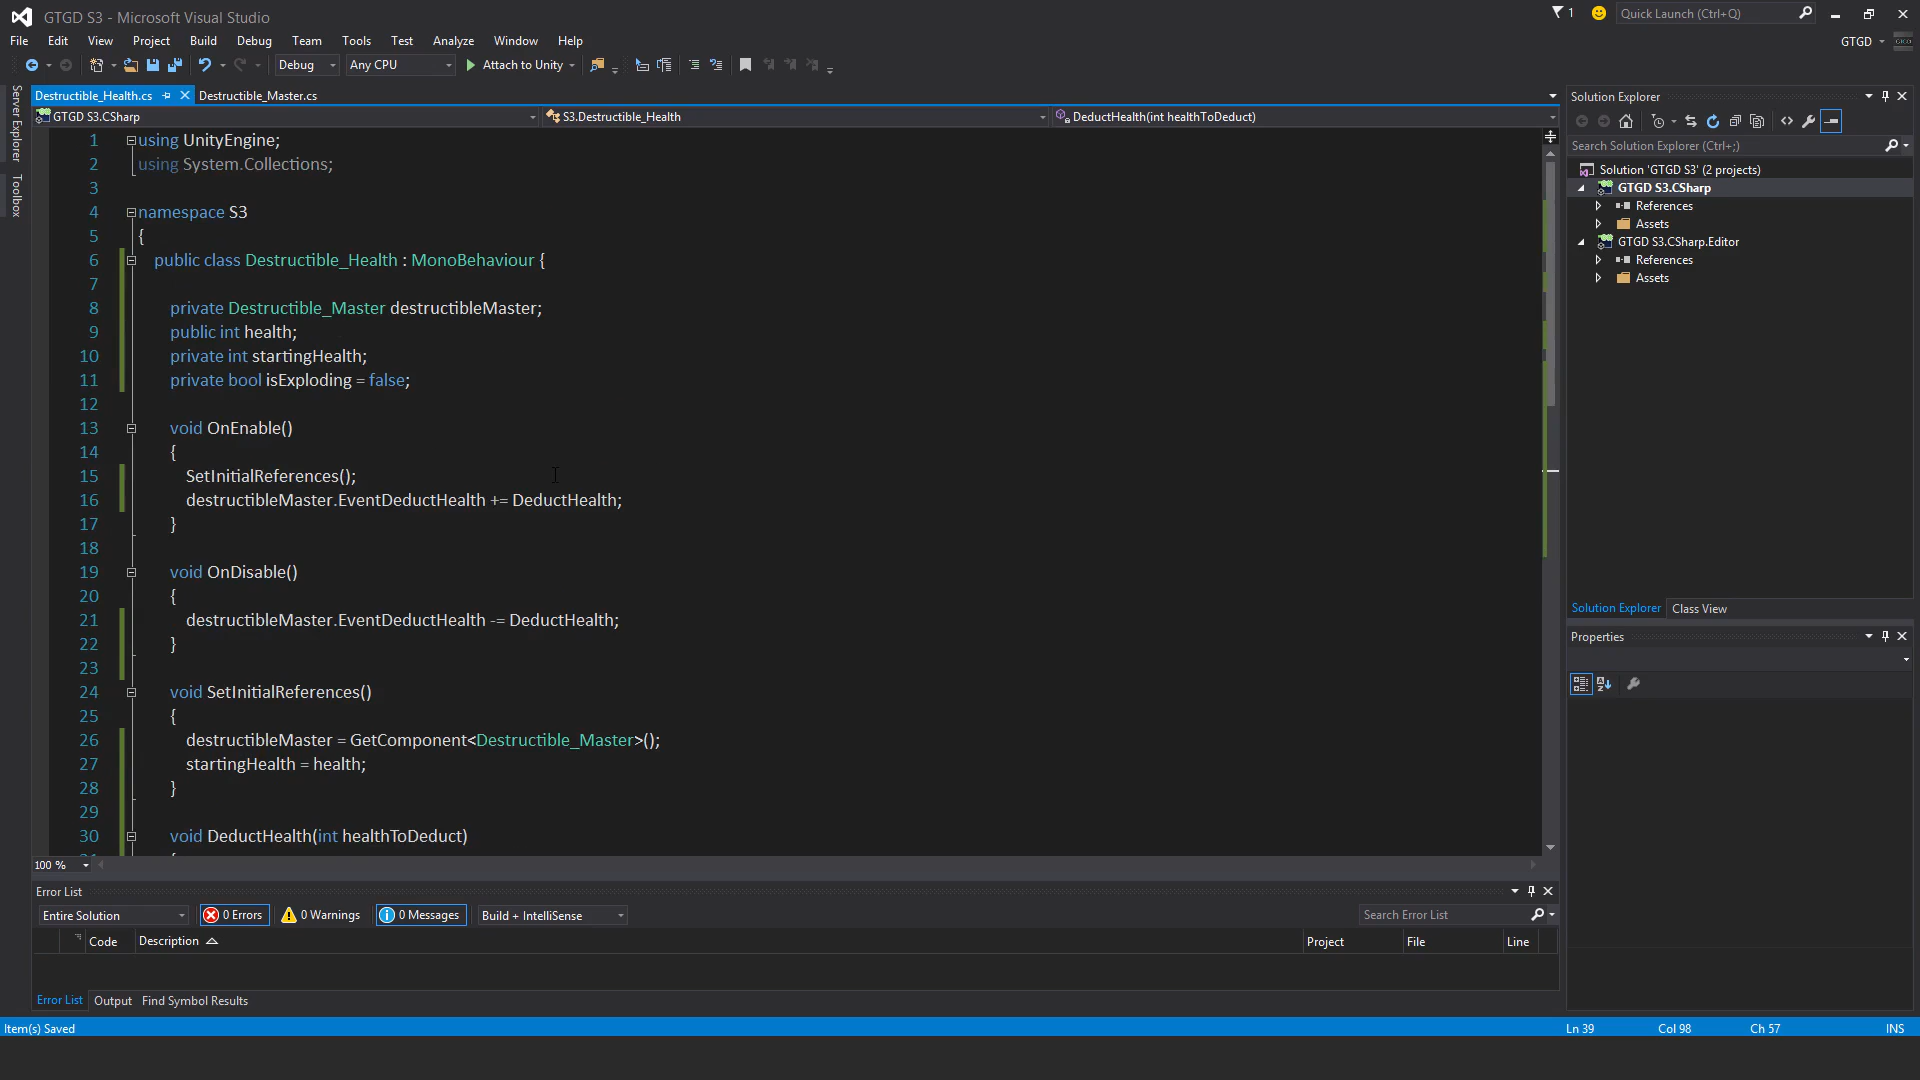 GTGD S3 - Microsoft Visual Studio
1
Quick Launch (Ctrl+Q)
File Edit View Project Build Debug Team Tools Test Analyze Window Help
GTGD
Debug Any CPU Attach to Unity
Server Explorer
Toolbox
Destructible_Health.cs Destructible_Master.cs
GTGD S3.CSharp S3.Destructible_Health DeductHealth(int healthToDeduct)
1 using UnityEngine;
2 using System.Collections;
3
4 namespace S3
5 {
6 public class Destructible_Health : MonoBehaviour {
7
8 private Destructible_Master destructibleMaster;
9 public int health;
10 private int startingHealth;
11 private bool isExploding = false;
12
13 void OnEnable()
14 {
15 SetInitialReferences();
16 destructibleMaster.EventDeductHealth += DeductHealth;
17 }
18
19 void OnDisable()
20 {
21 destructibleMaster.EventDeductHealth -= DeductHealth;
22 }
23
24 void SetInitialReferences()
25 {
26 destructibleMaster = GetComponent<Destructible_Master>();
27 startingHealth = health;
28 }
29
30 void DeductHealth(int healthToDeduct)
100 %
Solution Explorer
Search Solution Explorer (Ctrl+;)
Solution 'GTGD S3' (2 projects)
GTGD S3.CSharp
References
Assets
GTGD S3.CSharp.Editor
References
Assets
Solution Explorer Class View
Properties
Error List
Entire Solution 0 Errors 0 Warnings 0 Messages Build + IntelliSense Search Error List
Code Description Project File Line
Error List Output Find Symbol Results
Item(s) Saved Ln 39 Col 98 Ch 57 INS